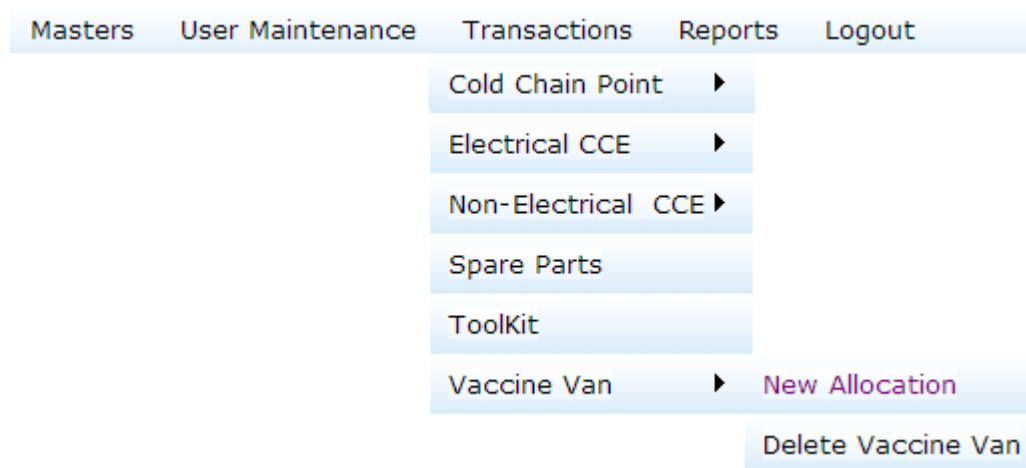 Masters User Maintenance Transactions Reports Logout
Cold Chain Point
Electrical CCE
Non-Electrical CCE
Spare Parts
ToolKit
Vaccine Van New Allocation
Delete Vaccine Van